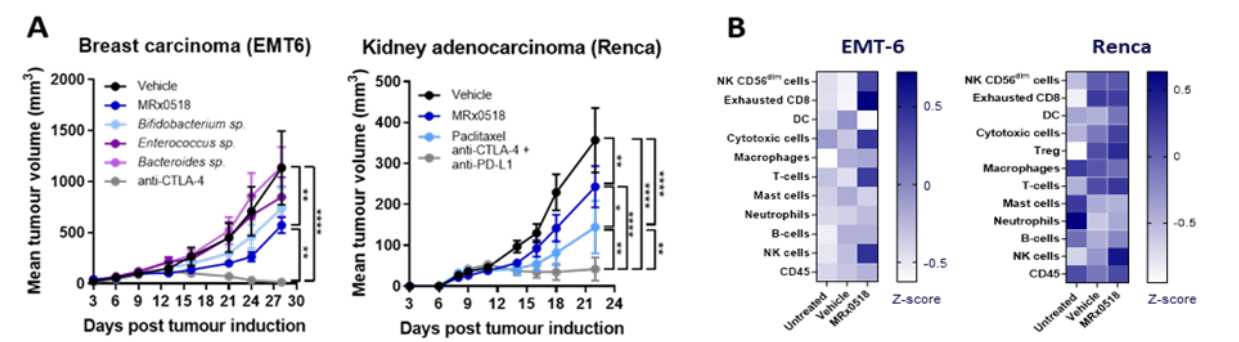 A
Breast carcinoma (EMT6)
Mean tumour volume (mm³)
2000
1500
1000
500
0
Vehicle
MRx0518
Bifidobacterium sp.
Enterococcus sp.
Bacteroides sp.
anti-CTLA-4
**
**
****
3 6 9 12 15 18 21 24 27 30
Days post tumour induction
Kidney adenocarcinoma (Renca)
Mean tumour volume (mm³)
500
400
300
200
100
0
Vehicle
MRx0518
Paclitaxel
anti-CTLA-4 +
anti-PD-L1
**
*
**
****
****
**
3 6 9 12 15 18 21 24
Days post tumour induction
B
EMT-6
NK CD56ᵈⁱᵐ cells
Exhausted CD8
DC
Cytotoxic cells
Macrophages
T-cells
Mast cells
Neutrophils
B-cells
NK cells
CD45
Untreated
Vehicle
MRx0518
0.5
0
-0.5
Z-score
Renca
NK CD56ᵈⁱᵐ cells
Exhausted CD8
DC
Cytotoxic cells
Treg
Macrophages
T-cells
Mast cells
Neutrophils
B-cells
NK cells
CD45
Untreated
Vehicle
MRx0518
0.5
0
-0.5
Z-score